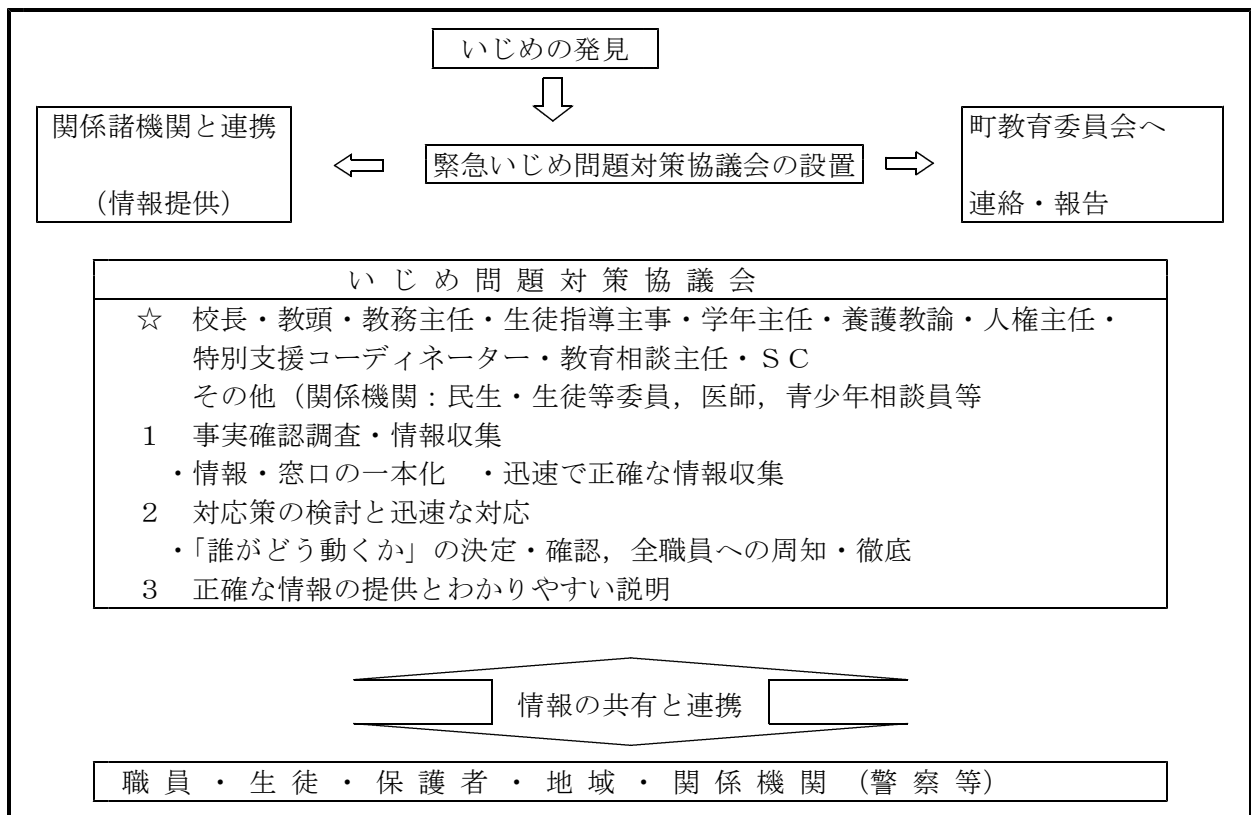 いじめの発見
関係諸機関と連携
(情報提供)
緊急いじめ問題対策協議会の設置
町教育委員会へ
連絡・報告
いじめ問題対策協議会
☆ 校長・教頭・教務主任・生徒指導主事・学年主任・養護教諭・人権主任・
特別支援コーディネーター・教育相談主任・SC
その他(関係機関:民生・生徒等委員,医師,青少年相談員等
1 事実確認調査・情報収集
・情報・窓口の一本化 ・迅速で正確な情報収集
2 対応策の検討と迅速な対応
・「誰がどう動くか」の決定・確認,全職員への周知・徹底
3 正確な情報の提供とわかりやすい説明
情報の共有と連携
職員・生徒・保護者・地域・関係機関(警察等)